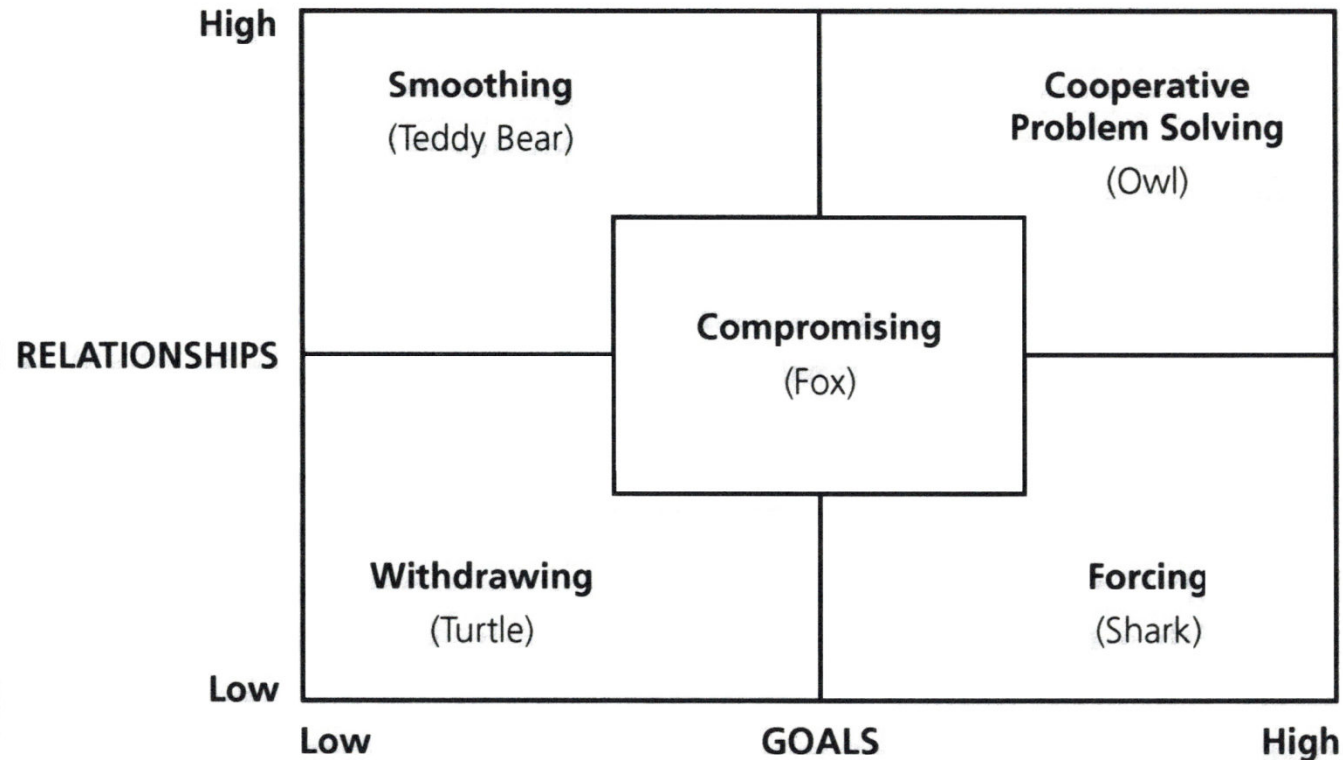 High
Smoothing
(Teddy Bear)
Cooperative
Problem Solving
(Owl)
RELATIONSHIPS
Compromising
(Fox)
Withdrawing
(Turtle)
Forcing
(Shark)
Low
Low
GOALS
High